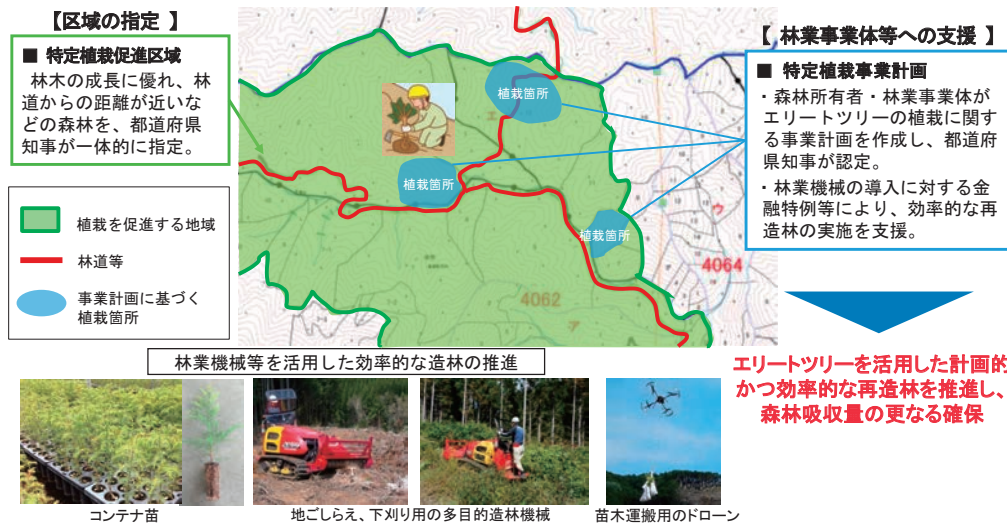 【区域の指定 】
■ 特定植栽促進区域
林木の成長に優れ、林
道からの距離が近いな
どの森林を、都道府県
知事が一体的に指定。
植栽を促進する地域
林道等
事業計画に基づく
植栽箇所
植栽箇所
植栽箇所
植栽箇所
エ
ウ
4064
4062
ア
【 林業事業体等への支援 】
■ 特定植栽事業計画
・森林所有者・林業事業体が
エリートツリーの植栽に関す
る事業計画を作成し、都道府
県知事が認定。
・林業機械の導入に対する金
融特例等により、効率的な再
造林の実施を支援。
エリートツリーを活用した計画的
かつ効率的な再造林を推進し、
森林吸収量の更なる確保
林業機械等を活用した効率的な造林の推進
コンテナ苗
地ごしらえ、下刈り用の多目的造林機械
苗木運搬用のドローン